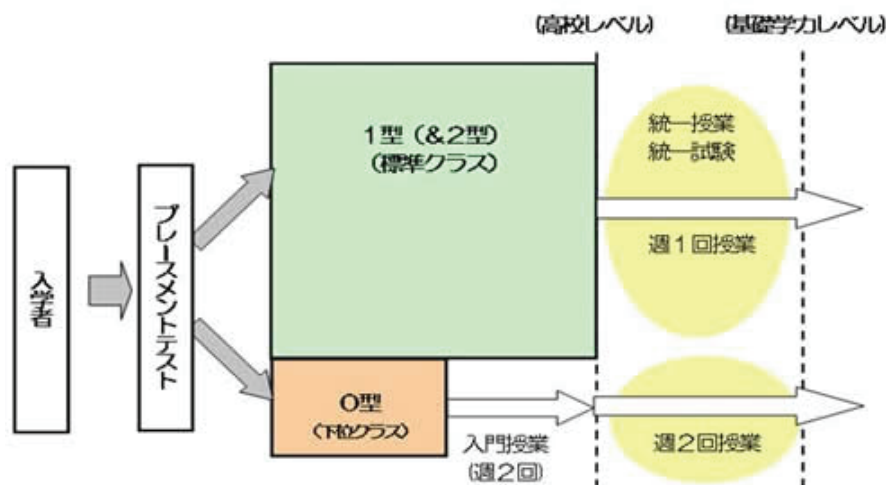 (高校レベル)
(基礎学力レベル)
入学者
プレースメントテスト
1型(&2型)
(標準クラス)
統一授業
統一試験
週1回授業
0型
(下位クラス)
入門授業
(週2回)
週2回授業